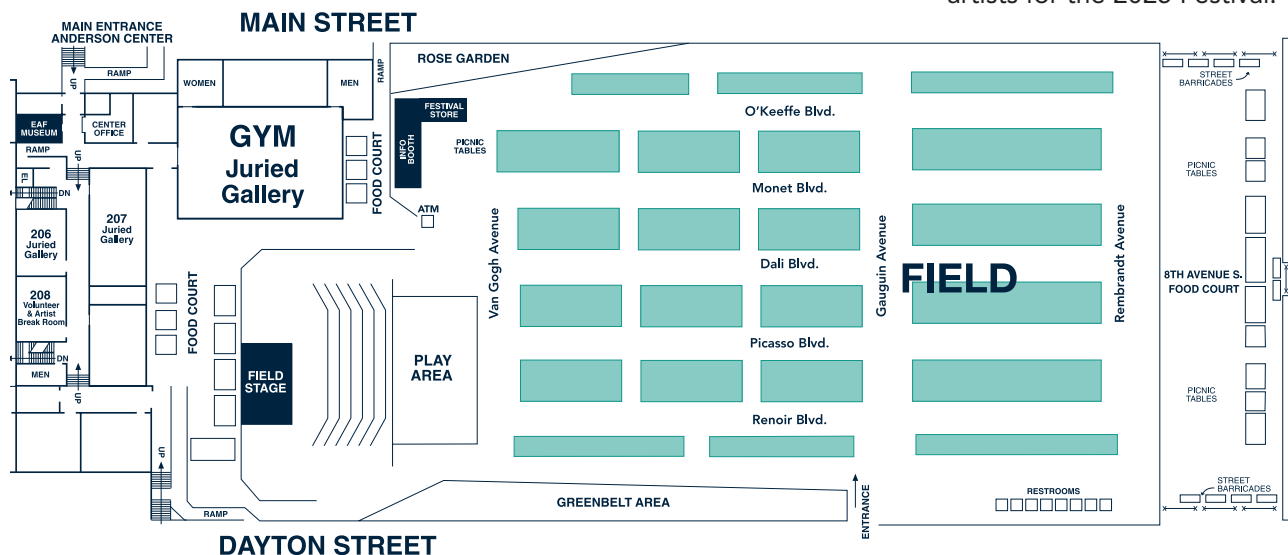 artists for the 2025 Festival.
MAIN STREET
MAIN ENTRANCE
ANDERSON CENTER
UP
RAMP
WOMEN
MEN
RAMP
ROSE GARDEN
STREET
BARRICADES
EAF
MUSEUM
CENTER
OFFICE
RAMP
UP
GYM
Juried
Gallery
FOOD COURT
FESTIVAL
STORE
INFO
BOOTH
PICNIC
TABLES
O'Keeffe Blvd.
Monet Blvd.
PICNIC
TABLES
EL
DN
ATM
206
Juried
Gallery
207
Juried
Gallery
Van Gogh Avenue
Dali Blvd.
Gauguin Avenue
FIELD
Rembrandt Avenue
8TH AVENUE S.
FOOD COURT
208
Volunteer
& Artist
Break Room
FOOD COURT
DN
MEN
UP
FIELD
STAGE
PLAY
AREA
Picasso Blvd.
PICNIC
TABLES
Renoir Blvd.
UP
RAMP
GREENBELT AREA
ENTRANCE
RESTROOMS
STREET
BARRICADES
DAYTON STREET